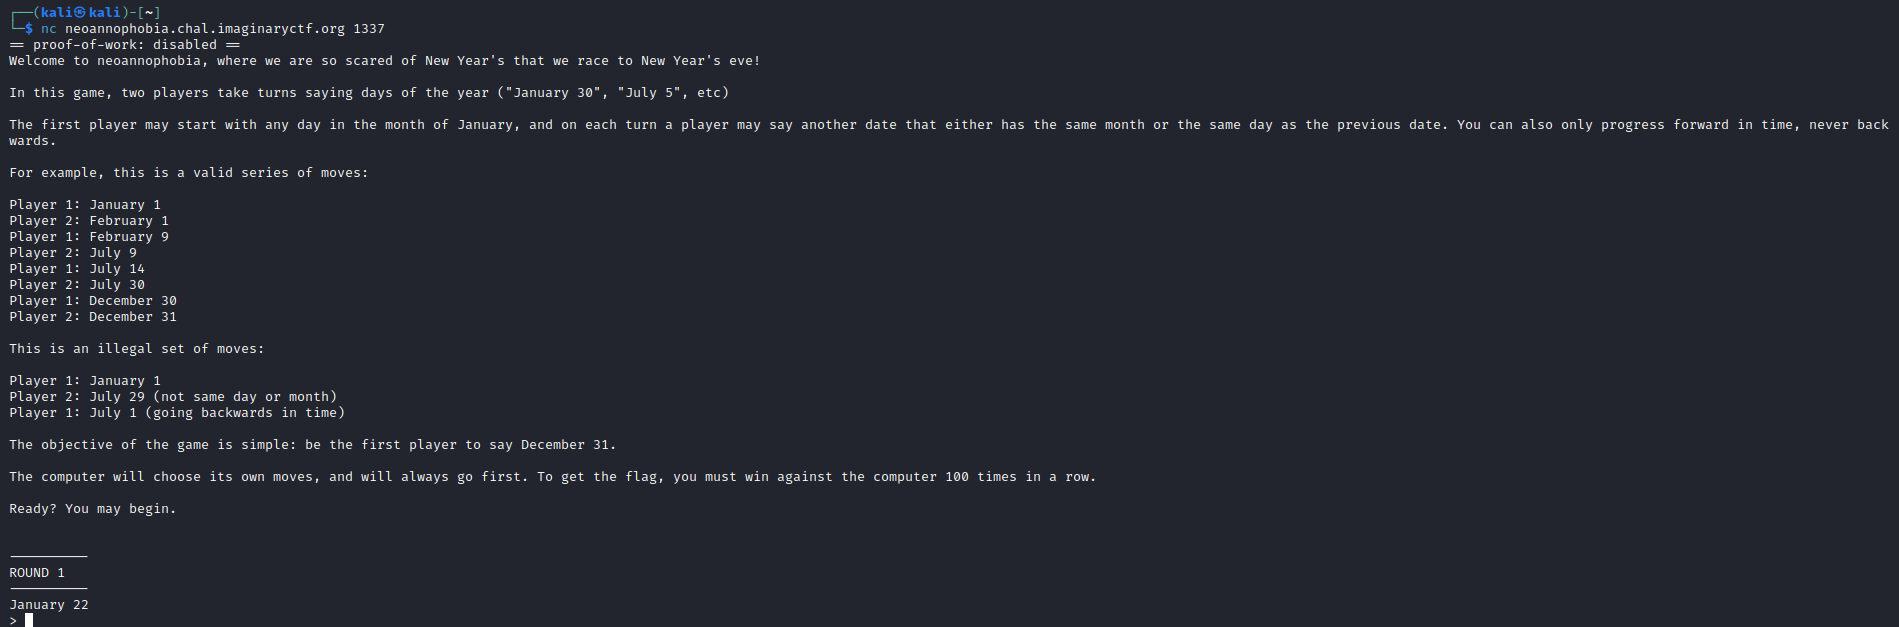 ┌──(kali㉿kali)-[~]
└─$ nc neoannophobia.chal.imaginaryctf.org 1337
== proof-of-work: disabled ==
Welcome to neoannophobia, where we are so scared of New Year's that we race to New Year's eve!
In this game, two players take turns saying days of the year ("January 30", "July 5", etc)
The first player may start with any day in the month of January, and on each turn a player may say another date that either has the same month or the same day as the previous date. You can also only progress forward in time, never back
wards.
For example, this is a valid series of moves:
Player 1: January 1
Player 2: February 1
Player 1: February 9
Player 2: July 9
Player 1: July 14
Player 2: July 30
Player 1: December 30
Player 2: December 31
This is an illegal set of moves:
Player 1: January 1
Player 2: July 29 (not same day or month)
Player 1: July 1 (going backwards in time)
The objective of the game is simple: be the first player to say December 31.
The computer will choose its own moves, and will always go first. To get the flag, you must win against the computer 100 times in a row.
Ready? You may begin.
----------
ROUND 1
----------
January 22
>